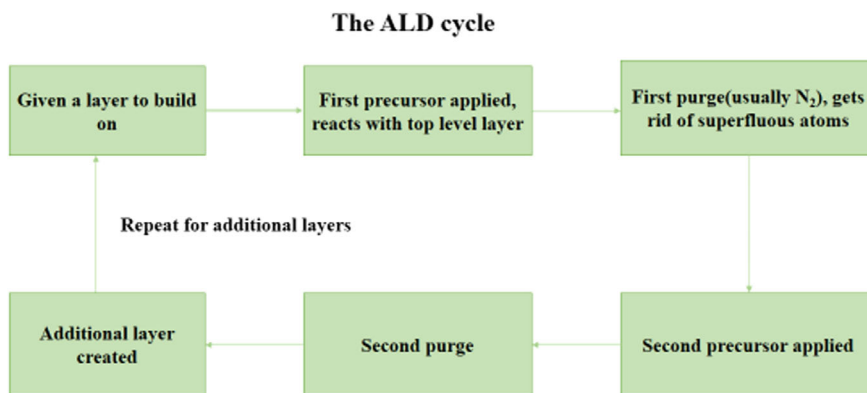 The ALD cycle
Given a layer to build
on
First precursor applied,
reacts with top level layer
First purge(usually N₂), gets
rid of superfluous atoms
Repeat for additional layers
Additional layer
created
Second purge
Second precursor applied